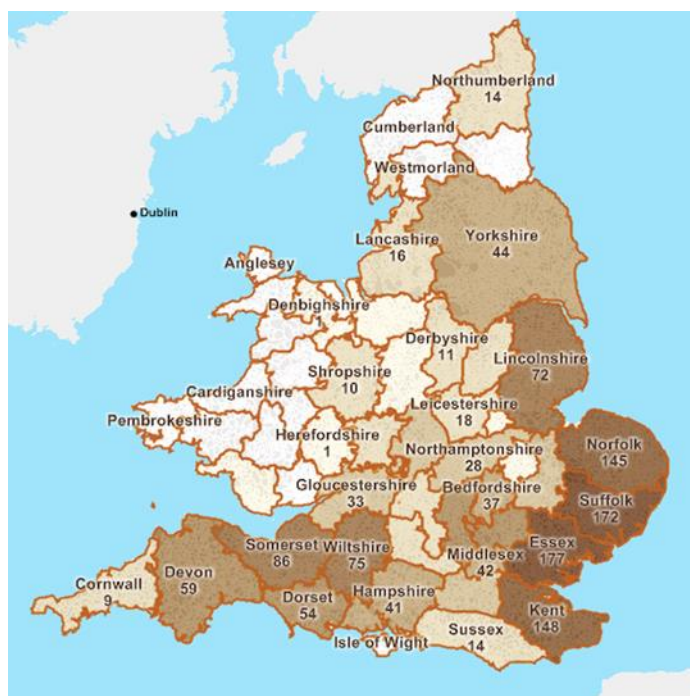 Northumberland
14
Cumberland
Westmorland
Dublin
Yorkshire
44
Lancashire
16
Anglesey
Denbighshire
1
Derbyshire
11
Lincolnshire
72
Shropshire
10
Cardiganshire
Leicestershire
18
Pembrokeshire
Herefordshire
1
Northamptonshire
28
Norfolk
145
Gloucestershire
33
Bedfordshire
37
Suffolk
172
Somerset
86
Wiltshire
75
Essex
177
Middlesex
42
Cornwall
9
Devon
59
Dorset
54
Hampshire
41
Kent
148
Isle of Wight
Sussex
14